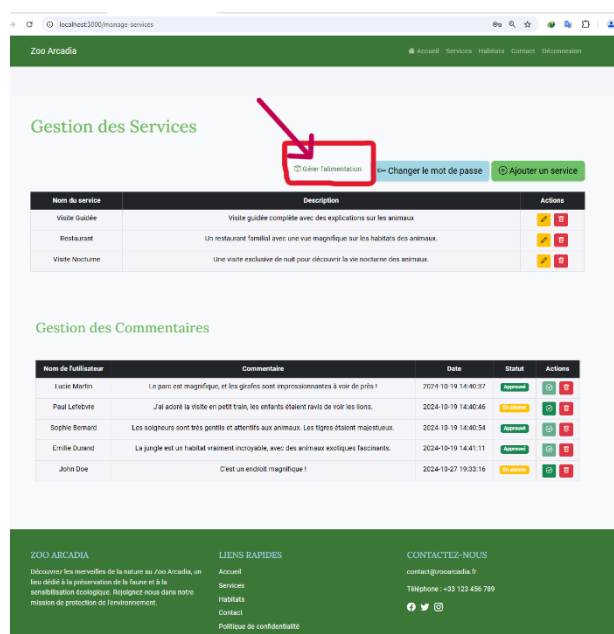 localhost:3000/manage-services
Zoo Arcadia
Accueil Services Habitats Contact Déconnexion
Gestion des Services
Gérer l'alimentation
Changer le mot de passe
Ajouter un service
Nom du service Description Actions
Visite Guidée Visite guidée complète avec des explications sur les animaux
Restaurant Un restaurant familial avec une vue magnifique sur les habitats des animaux.
Visite Nocturne Une visite exclusive de nuit pour découvrir la vie nocturne des animaux.
Gestion des Commentaires
Nom de l'utilisateur Commentaire Date Statut Actions
Lucie Martin Le parc est magnifique, et les girafes sont impressionnantes à voir de près ! 2024-10-19 14:40:37 Approuvé
Paul Lefebvre J'ai adoré la visite en petit train, les enfants étaient ravis de voir les lions. 2024-10-19 14:40:46 En attente
Sophie Bernard Les soigneurs sont très gentils et attentifs aux animaux. Les tigres étaient majestueux. 2024-10-19 14:40:54 Approuvé
Emilie Durand La jungle est un habitat vraiment incroyable, avec des animaux exotiques fascinants. 2024-10-19 14:41:11 Approuvé
John Doe C'est un endroit magnifique ! 2024-10-27 19:33:16 En attente
ZOO ARCADIA
Découvrez les merveilles de la nature au Zoo Arcadia, un
lieu dédié à la préservation de la faune et à la
sensibilisation écologique. Rejoignez-nous dans notre
mission de protection de l'environnement.
LIENS RAPIDES
Accueil
Services
Habitats
Contact
Politique de confidentialité
CONTACTEZ-NOUS
contact@zooarcadia.fr
Téléphone : +33 123 456 789